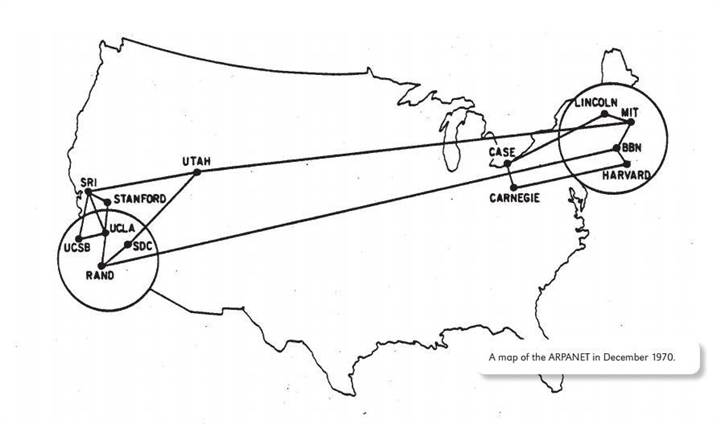 LINCOLN
MIT
CASE
BBN
UTAH
HARVARD
SRI
STANFORD
CARNEGIE
UCLA
UCSB
SDC
RAND
A map of the ARPANET in December 1970.